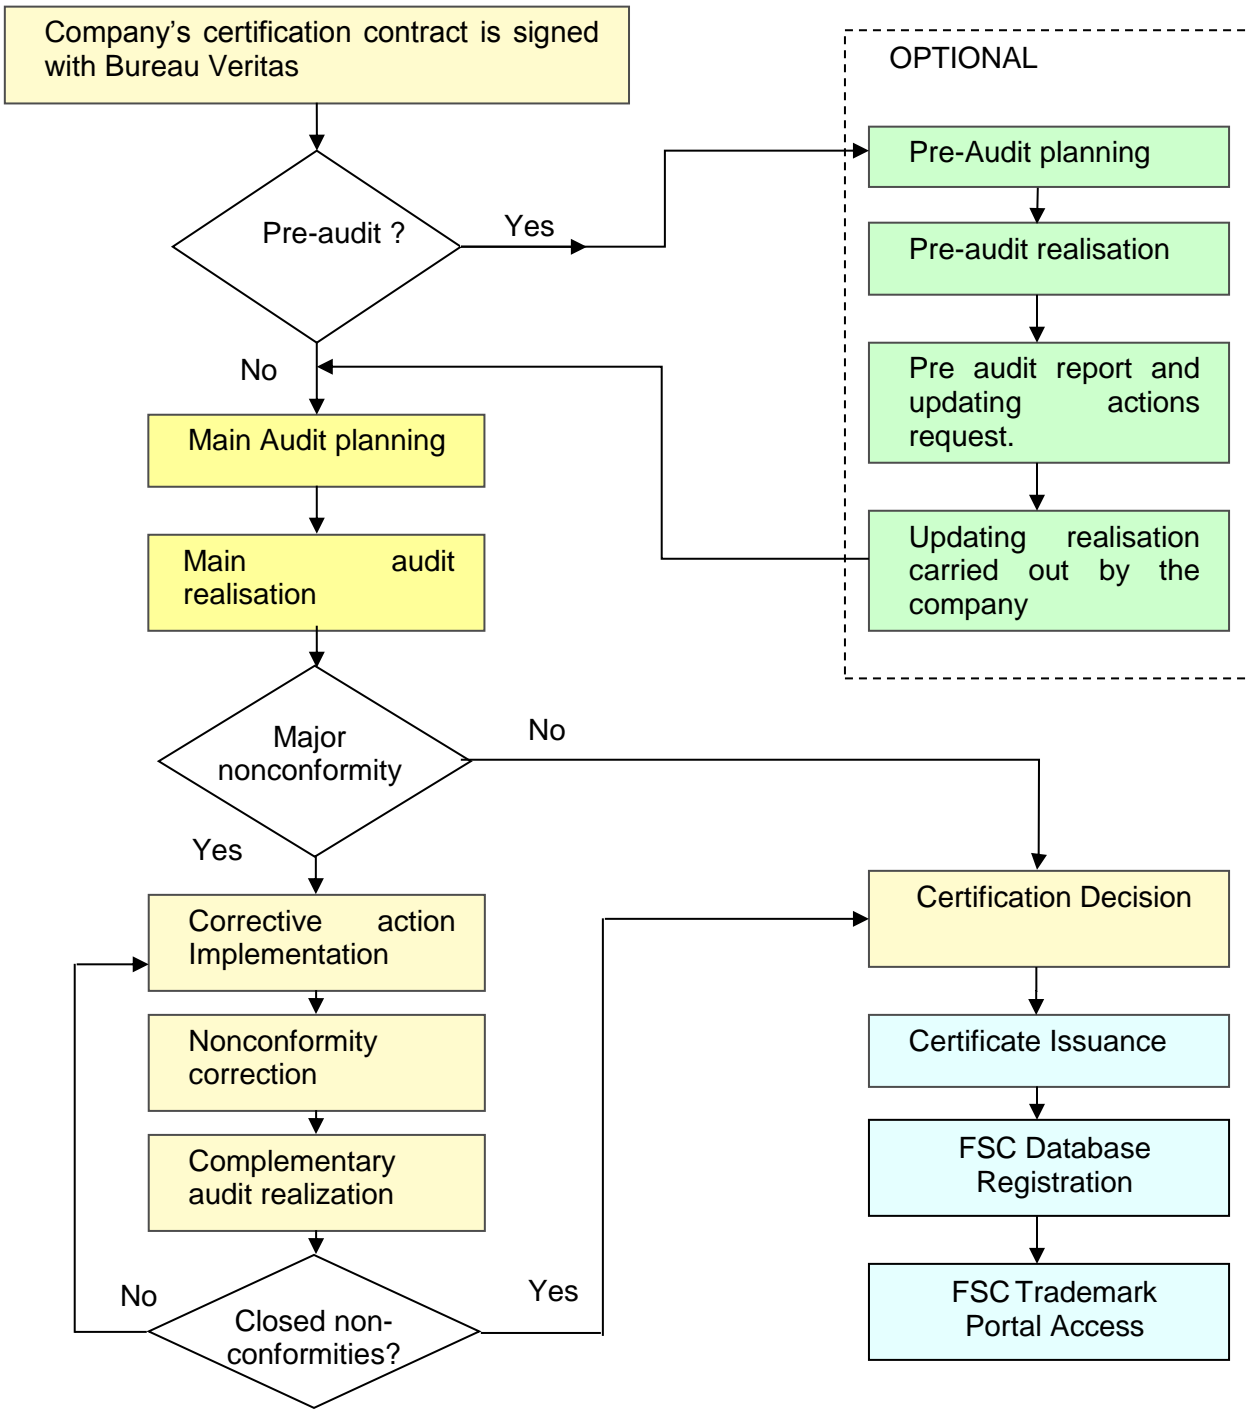 Company’s certification contract is signed
with Bureau Veritas
OPTIONAL
Pre-audit ?
Yes
No
Pre-Audit planning
Pre-audit realisation
Pre audit report and
updating actions
request.
Updating realisation
carried out by the
company
Main Audit planning
Main audit
realisation
Major
nonconformity
No
Yes
Corrective action
Implementation
Nonconformity
correction
Complementary
audit realization
Closed non-
conformities?
No
Yes
Certification Decision
Certificate Issuance
FSC Database
Registration
FSC Trademark
Portal Access